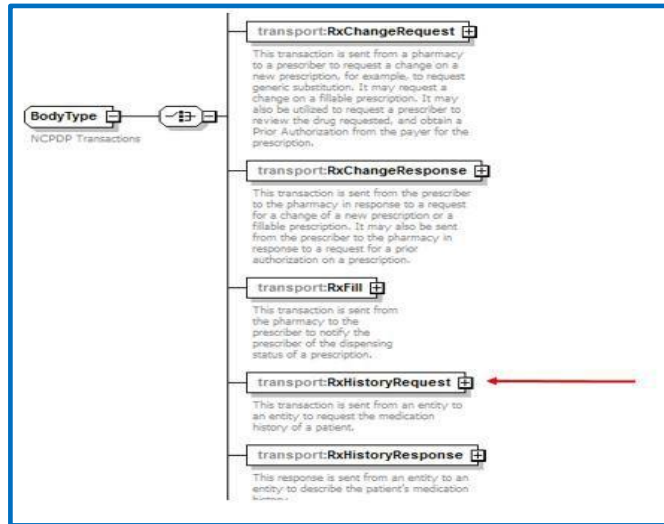 transport:RxChangeRequest
This transaction is sent from a pharmacy
to a prescriber to request a change on a
new prescription, for example, to request
generic substitution. It may request a
change on a fillable prescription. It may
also be utilized to request a prescriber to
review the drug requested, and obtain a
Prior Authorization from the payer for the
prescription.
BodyType
NCPDP Transactions
transport:RxChangeResponse
This transaction is sent from the prescriber
to the pharmacy in response to a request
for a change of a new prescription or a
fillable prescription. It may also be sent
from the prescriber to the pharmacy in
response to a request for a prior
authorization on a prescription.
transport:RxFill
This transaction is sent from
the pharmacy to the
prescriber to notify the
prescriber of the dispensing
status of a prescription.
transport:RxHistoryRequest
This transaction is sent from an entity to
an entity to request the medication
history of a patient.
transport:RxHistoryResponse
This response is sent from an entity to an
entity to describe the patient's medication
history.